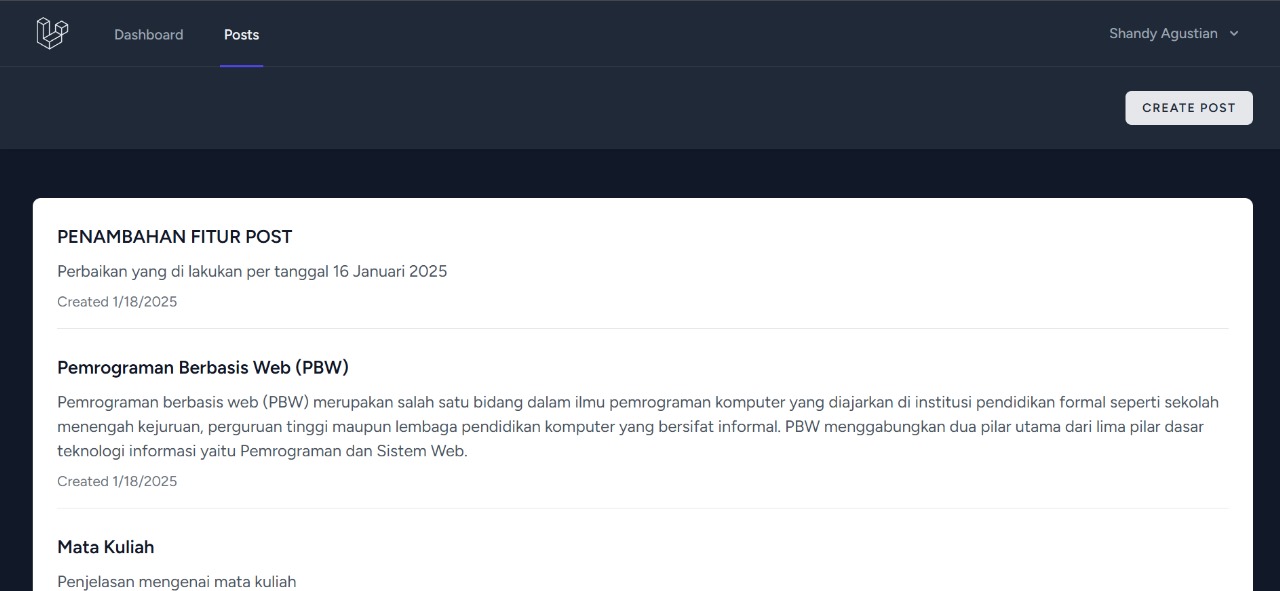 Dashboard
Posts
Shandy Agustian
CREATE POST
PENAMBAHAN FITUR POST
Perbaikan yang di lakukan per tanggal 16 Januari 2025
Created 1/18/2025
Pemrograman Berbasis Web (PBW)
Pemrograman berbasis web (PBW) merupakan salah satu bidang dalam ilmu pemrograman komputer yang diajarkan di institusi pendidikan formal seperti sekolah
menengah kejuruan, perguruan tinggi maupun lembaga pendidikan komputer yang bersifat informal. PBW menggabungkan dua pilar utama dari lima pilar dasar
teknologi informasi yaitu Pemrograman dan Sistem Web.
Created 1/18/2025
Mata Kuliah
Penjelasan mengenai mata kuliah